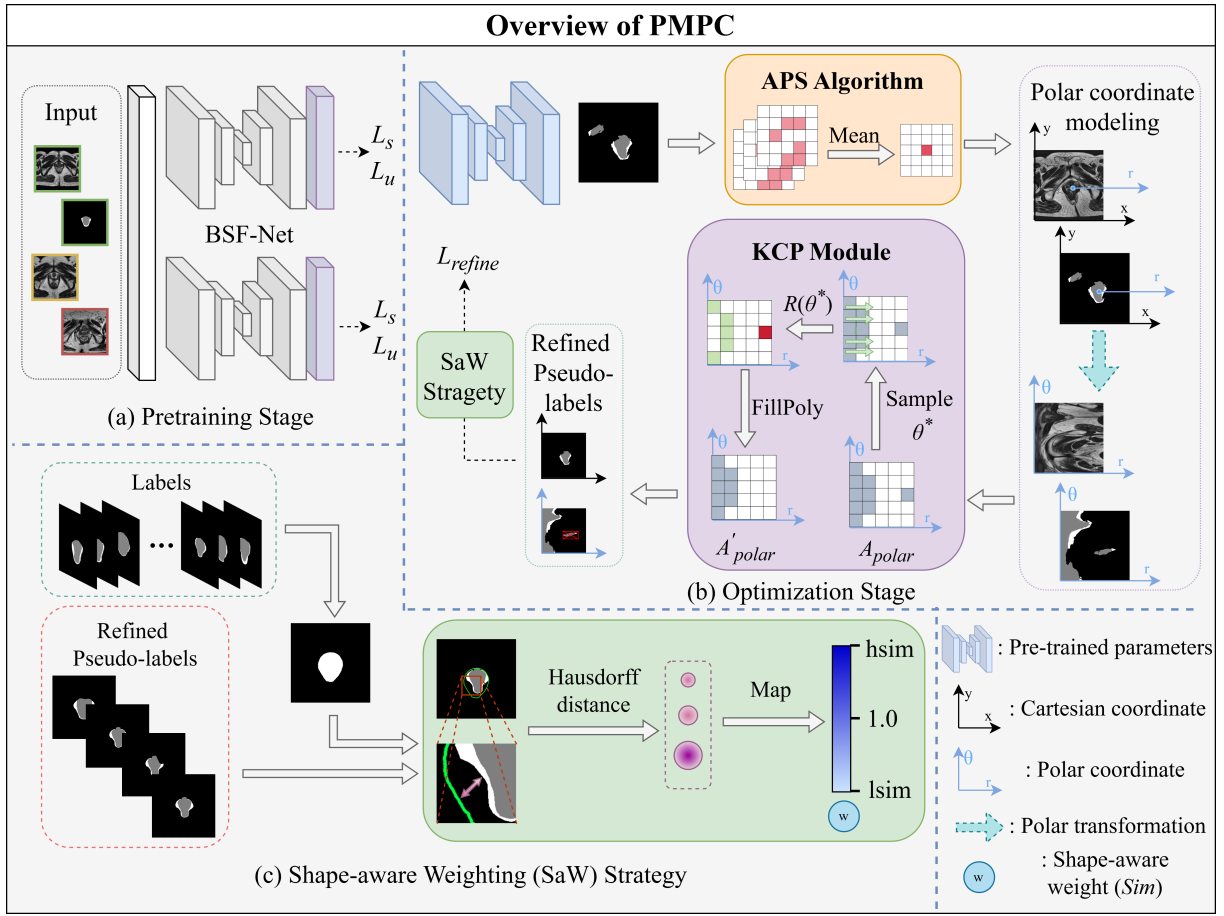 Overview of PMPC
Input
BSF-Net
L_s
L_u
L_s
L_u
(a) Pretraining Stage
APS Algorithm
Mean
Polar coordinate
modeling
y
r
x
y
r
x
θ
r
θ
r
KCP Module
θ
r
R(θ*)
θ
r
FillPoly
Sample
θ*
θ
r
A'_polar
θ
r
A_polar
L_refine
SaW
Stragety
Refined
Pseudo-
labels
(b) Optimization Stage
Labels
...
Refined
Pseudo-labels
Hausdorff
distance
Map
hsim
1.0
lsim
w
(c) Shape-aware Weighting (SaW) Strategy
: Pre-trained parameters
y
x
: Cartesian coordinate
θ
r
: Polar coordinate
: Polar transformation
w
: Shape-aware
weight (Sim)